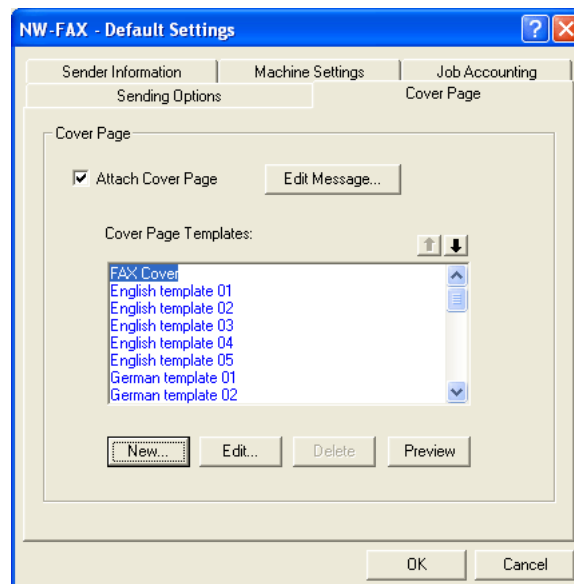 NW-FAX - Default Settings
Sender Information
Machine Settings
Job Accounting
Sending Options
Cover Page
Cover Page
Attach Cover Page
Edit Message...
Cover Page Templates:
FAX Cover
English template 01
English template 02
English template 03
English template 04
English template 05
German template 01
German template 02
New...
Edit...
Delete
Preview
OK
Cancel